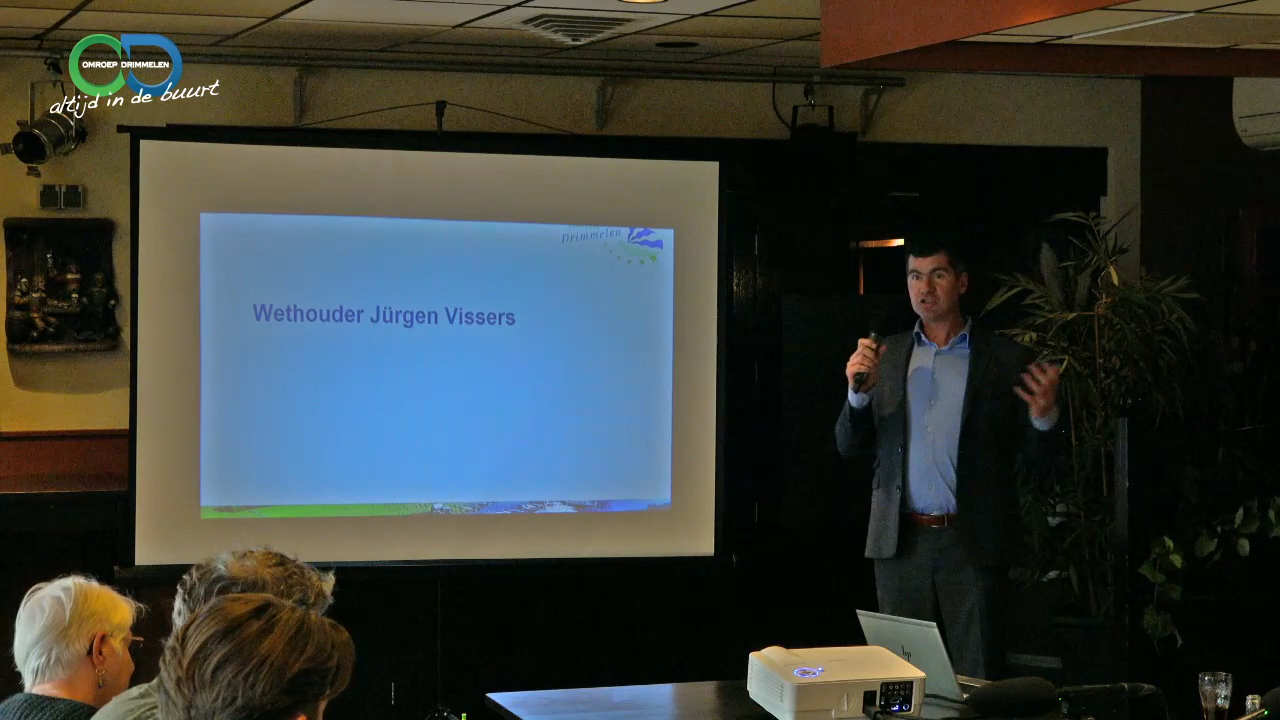 OMROEP DRIMMELEN
altijd in de buurt
Drimmelen
Wethouder Jürgen Vissers
hp